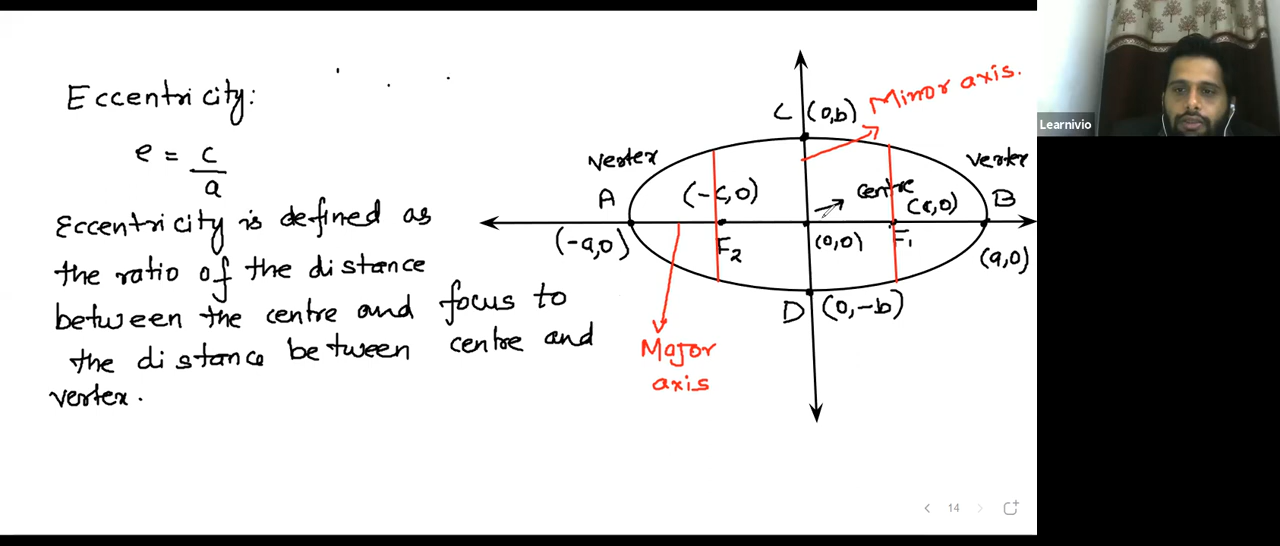 Eccentricity:
e = c
a
Eccentricity is defined as
the ratio of the distance
between the centre and focus to
the distance between centre and
vertex.
C (0,b)
Minor axis.
vertex
vertex
A
(-c,0)
centre
(c,0)
B
(-a,0)
F2
(0,0)
F1
(a,0)
D (0,-b)
Major
axis
Learnivio
14